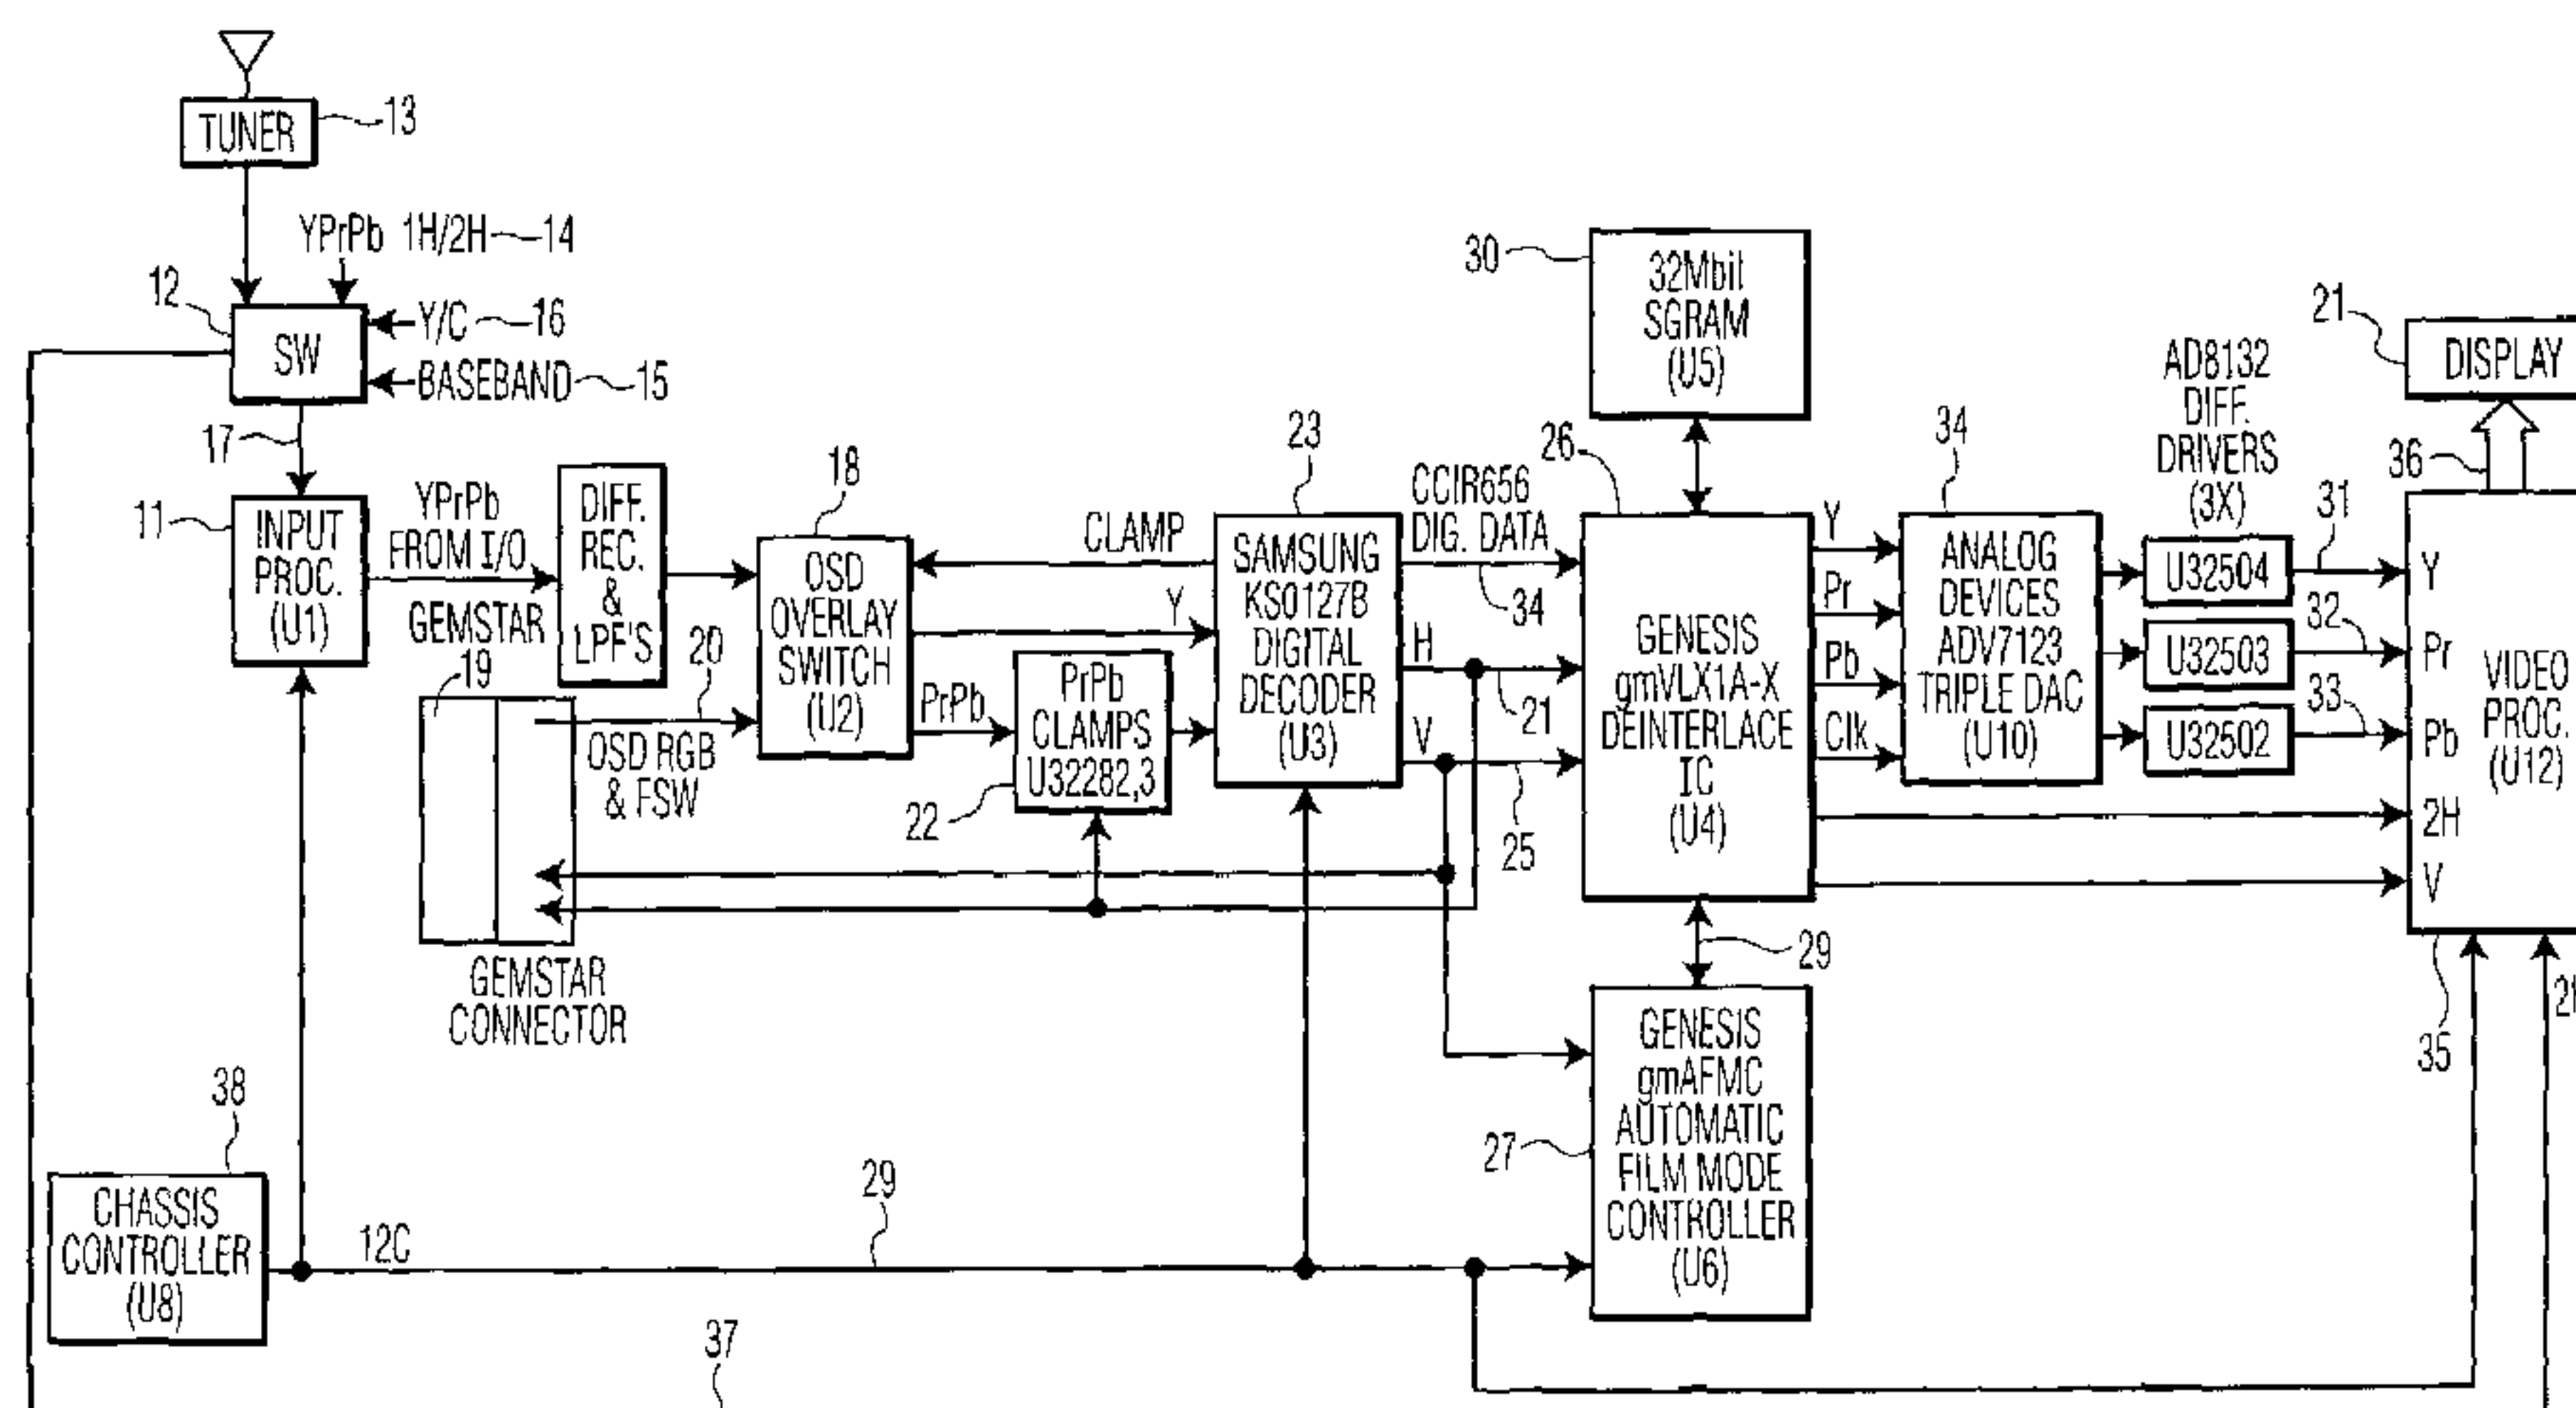 TUNER
13
YPrPb 1H/2H
14
12
SW
Y/C
16
BASEBAND
15
17
11
INPUT
PROC.
(U1)
YPrPb
FROM I/O
DIFF.
REC.
&
LPF'S
GEMSTAR
19
20
OSD RGB
& FSW
GEMSTAR
CONNECTOR
18
OSD
OVERLAY
SWITCH
(U2)
CLAMP
Y
PrPb
PrPb
CLAMPS
U32282,3
22
23
SAMSUNG
KS0127B
DIGITAL
DECODER
(U3)
CCIR656
DIG. DATA
34
H
21
V
25
30
32Mbit
SGRAM
(U5)
26
GENESIS
gmVLX1A-X
DEINTERLACE
IC
(U4)
29
27
GENESIS
gmAFMC
AUTOMATIC
FILM MODE
CONTROLLER
(U6)
Y
Pr
Pb
Clk
34
ANALOG
DEVICES
ADV7123
TRIPLE DAC
(U10)
AD8132
DIFF.
DRIVERS
(3X)
U32504
U32503
U32502
31
32
33
21
DISPLAY
36
Y
Pr
Pb
2H
V
VIDEO
PROC.
(U12)
35
38
CHASSIS
CONTROLLER
(U8)
12C
29
37